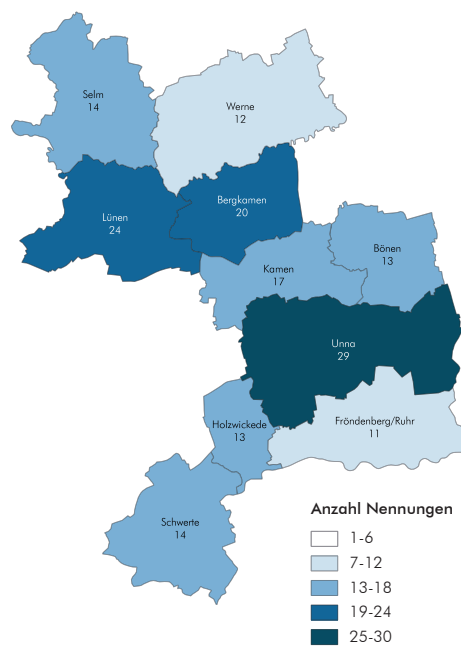 Selm
14
Werne
12
Bergkamen
20
Lünen
24
Bönen
13
Kamen
17
Unna
29
Holzwickede
13
Fröndenberg/Ruhr
11
Schwerte
14
Anzahl Nennungen
1-6
7-12
13-18
19-24
25-30